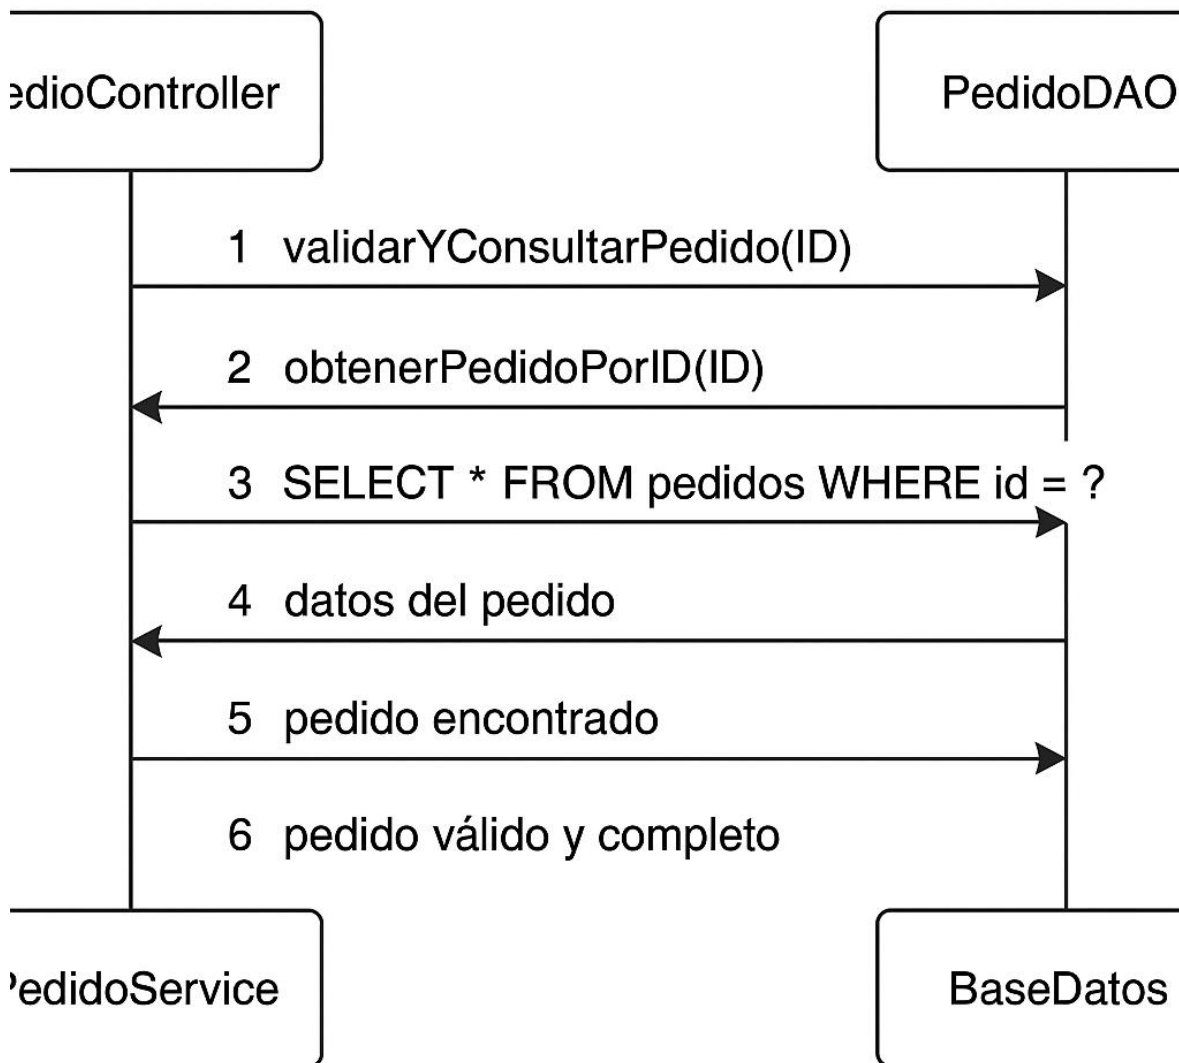 edioController
PedidoDAO
1 validarYConsultarPedido(ID)
2 obtenerPedidoPorID(ID)
3 SELECT * FROM pedidos WHERE id = ?
4 datos del pedido
5 pedido encontrado
6 pedido válido y completo
PedidoService
BaseDatos